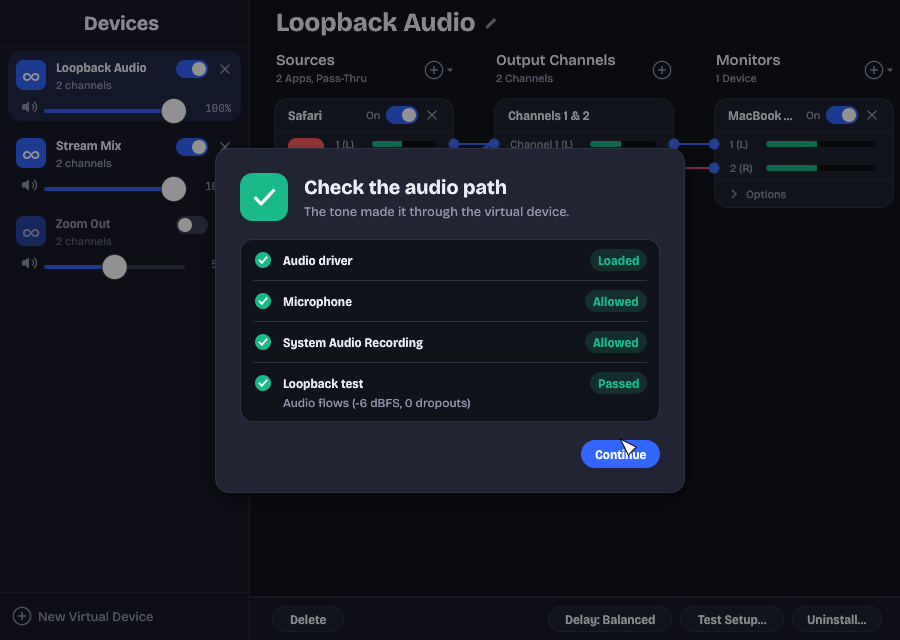 Devices
Loopback Audio
2 channels
100%
Stream Mix
2 channels
Zoom Out
2 channels
New Virtual Device
Loopback Audio
Sources
2 Apps, Pass-Thru
Output Channels
2 Channels
Monitors
1 Device
Safari
On
1 (L)
Channels 1 & 2
Channel 1 (L)
MacBook ...
On
1 (L)
2 (R)
Options
Check the audio path
The tone made it through the virtual device.
Audio driver
Loaded
Microphone
Allowed
System Audio Recording
Allowed
Loopback test
Passed
Audio flows (-6 dBFS, 0 dropouts)
Continue
Delete
Delay: Balanced
Test Setup...
Uninstall...